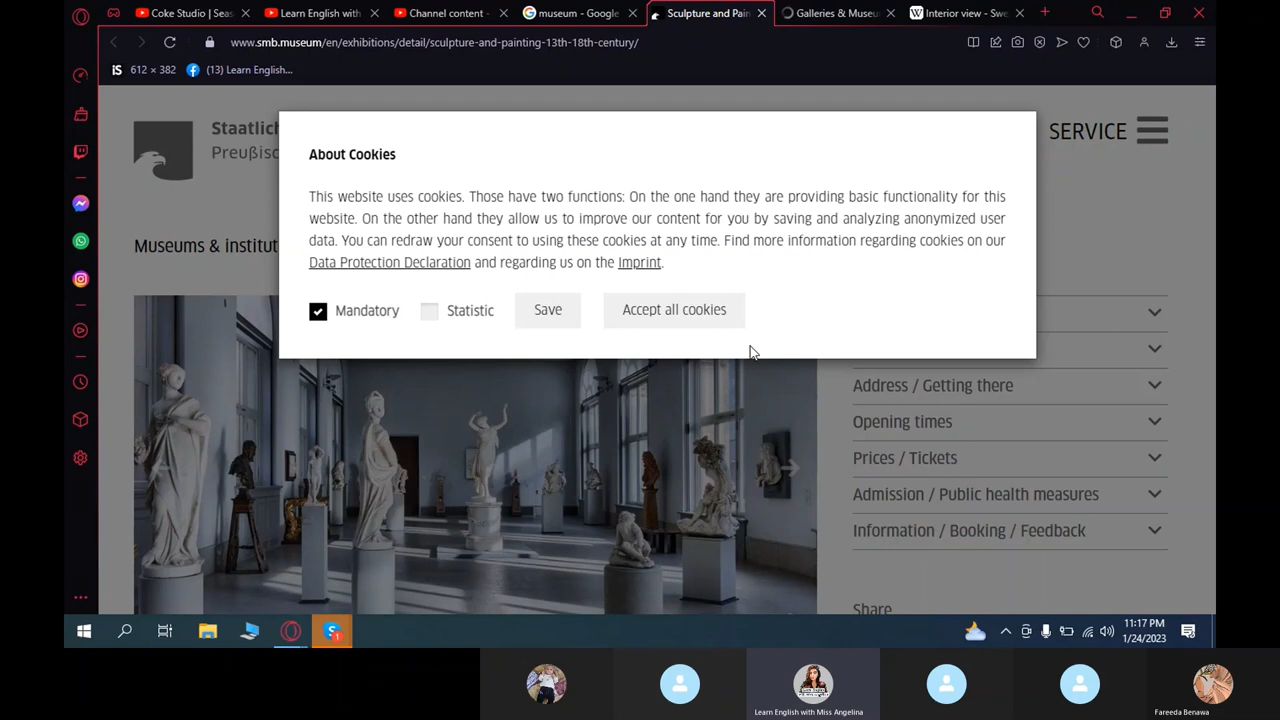 Coke Studio | Seas
Learn English with
Channel content -
museum - Google
Sculpture and Pain
Galleries & Museu
Interior view - Swe
www.smb.museum/en/exhibitions/detail/sculpture-and-painting-13th-18th-century/
iS 612 × 382
(13) Learn English...
Staatlich
Preußisc
SERVICE
About Cookies
This website uses cookies. Those have two functions: On the one hand they are providing basic functionality for this
website. On the other hand they allow us to improve our content for you by saving and analyzing anonymized user
data. You can redraw your consent to using these cookies at any time. Find more information regarding cookies on our
Data Protection Declaration and regarding us on the Imprint.
Mandatory Statistic Save Accept all cookies
Museums & institut
Address / Getting there
Opening times
Prices / Tickets
Admission / Public health measures
Information / Booking / Feedback
Share
11:17 PM
1/24/2023
Learn English with Miss Angelina
Fareeda Benawa